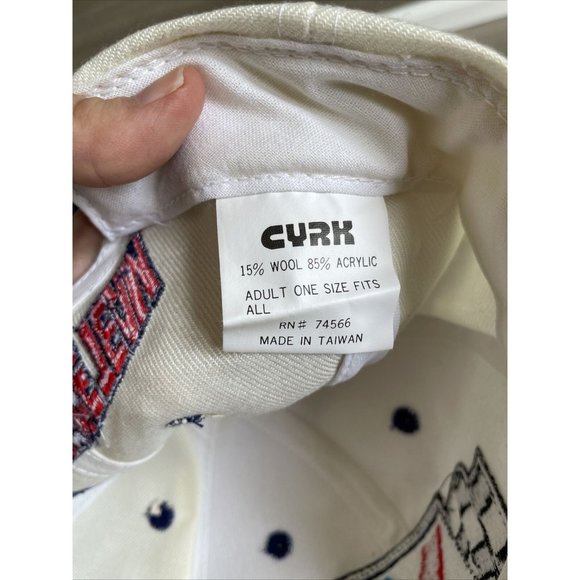 CYRK
15% WOOL 85% ACRYLIC
ADULT ONE SIZE FITS
ALL
RN# 74566
MADE IN TAIWAN